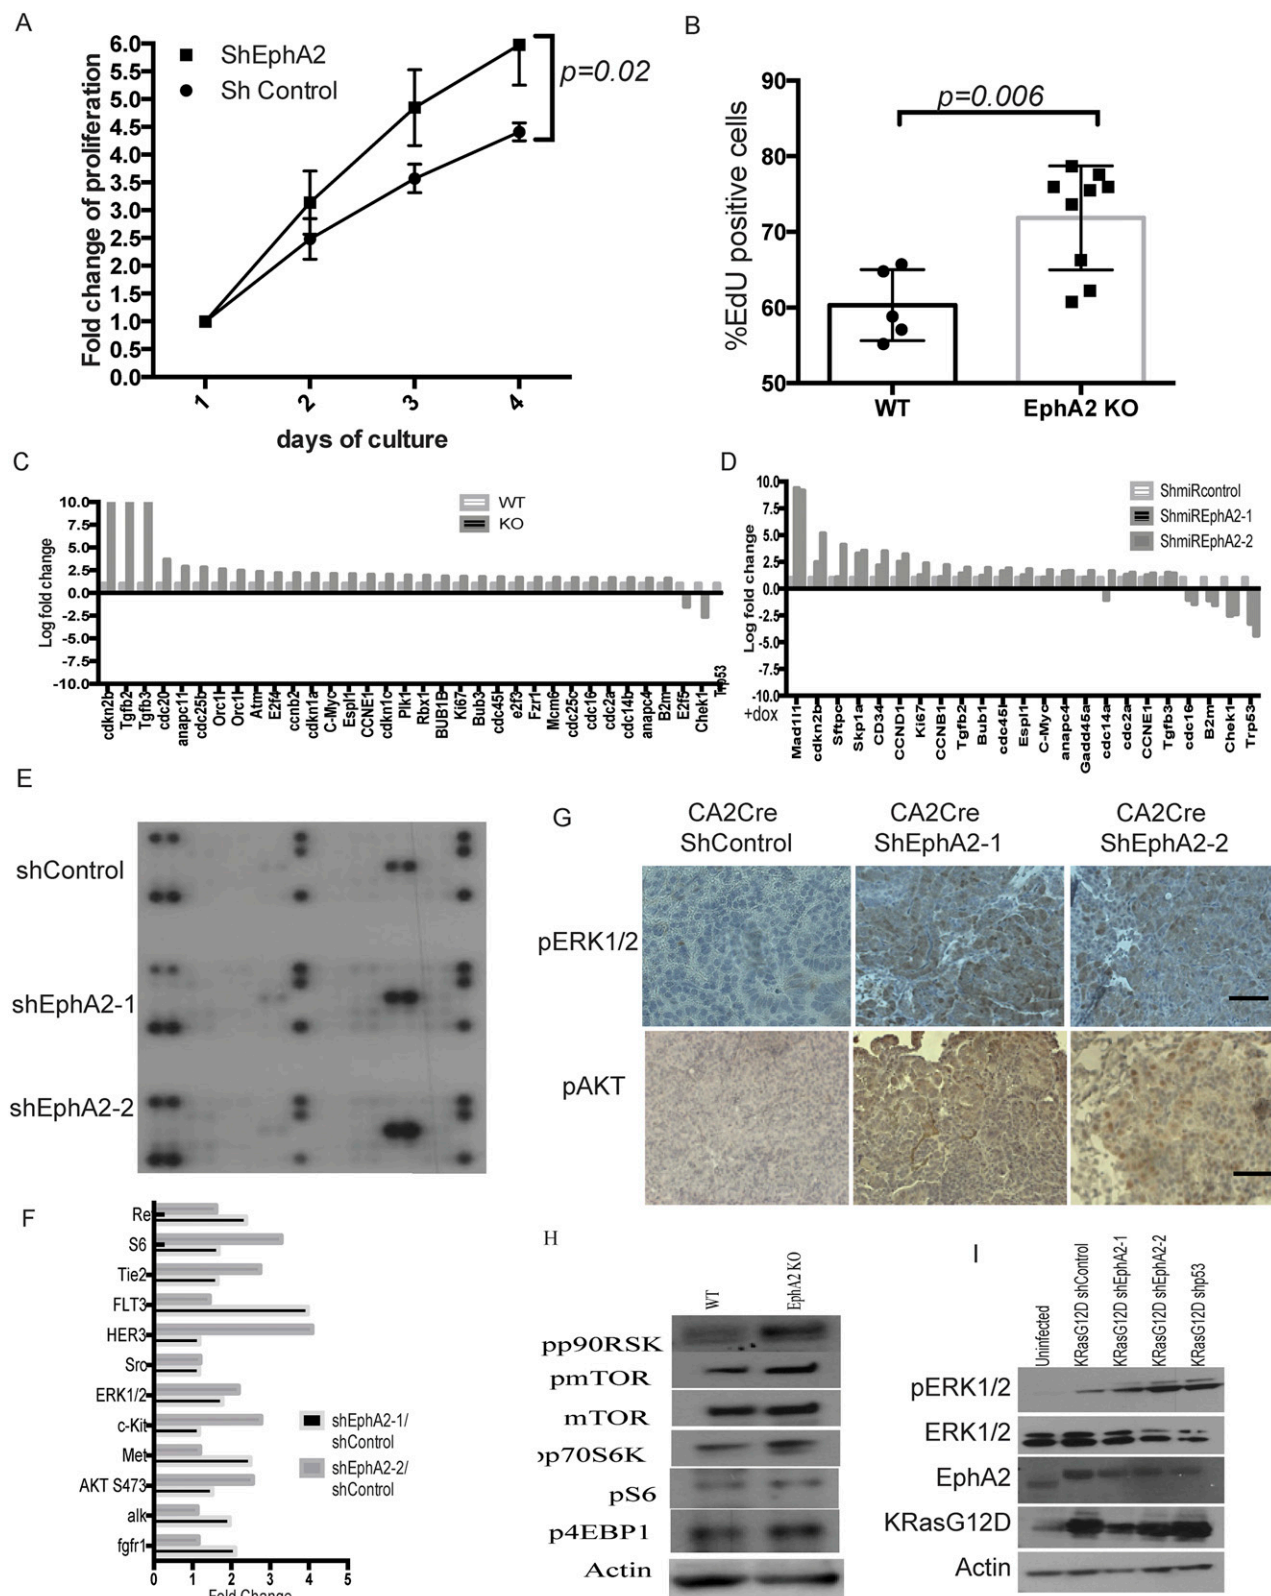 A
6.0
5.5
5.0
4.5
4.0
3.5
3.0
2.5
2.0
1.5
1.0
0.5
0.0
Fold change of proliferation
ShEphA2
Sh Control
p=0.02
1
2
3
4
days of culture
B
90
80
70
60
50
%EdU positive cells
p=0.006
WT
EphA2 KO
C
10.0
7.5
5.0
2.5
0.0
-2.5
-5.0
-7.5
-10.0
Log fold change
WT
KO
cdkn2b
Tgfb2
Tgfb3
cdc20
anapc11
cdc25b
Orc1l
Orc1l
Atm
E2f4
ccnb2
cdkn1a
C-Myc
Espl1
CCNE1
cdkn1c
Plk1
Rbx1
BUB1B
Ki67
Bub3
cdc45l
e2f3
Fzr1
Mcm6
cdc25c
cdc16
cdc2a
cdc14b
anapc4
B2m
E2f5
Chek1
Trp53
D
10.0
7.5
5.0
2.5
0.0
-2.5
-5.0
-7.5
-10.0
Log fold change
ShmiRcontrol
ShmiREphA2-1
ShmiREphA2-2
+dox
Mad1l1
cdkn2b
Sftpc
Skp1a
CD34
CCND1
Ki67
CCNB1
Tgfb2
Bub1
cdc45l
Espl1
C-Myc
anapc4
Gadd45a
cdc14a
cdc2a
CCNE1
Tgfb3
cdc16
B2m
Chek1
Trp53
E
shControl
shEphA2-1
shEphA2-2
F
Re
S6
Tie2
FLT3
HER3
Src
ERK1/2
c-Kit
Met
AKT S473
alk
fgfr1
0
1
2
3
4
5
Fold Change
shEphA2-1/
shControl
shEphA2-2/
shControl
G
CA2Cre
ShControl
CA2Cre
ShEphA2-1
CA2Cre
ShEphA2-2
pERK1/2
pAKT
H
WT
EphA2 KO
pp90RSK
pmTOR
mTOR
pp70S6K
pS6
p4EBP1
Actin
I
Uninfected
KRasG12D shControl
KRasG12D shEphA2-1
KRasG12D shEphA2-2
KRasG12D shp53
pERK1/2
ERK1/2
EphA2
KRasG12D
Actin